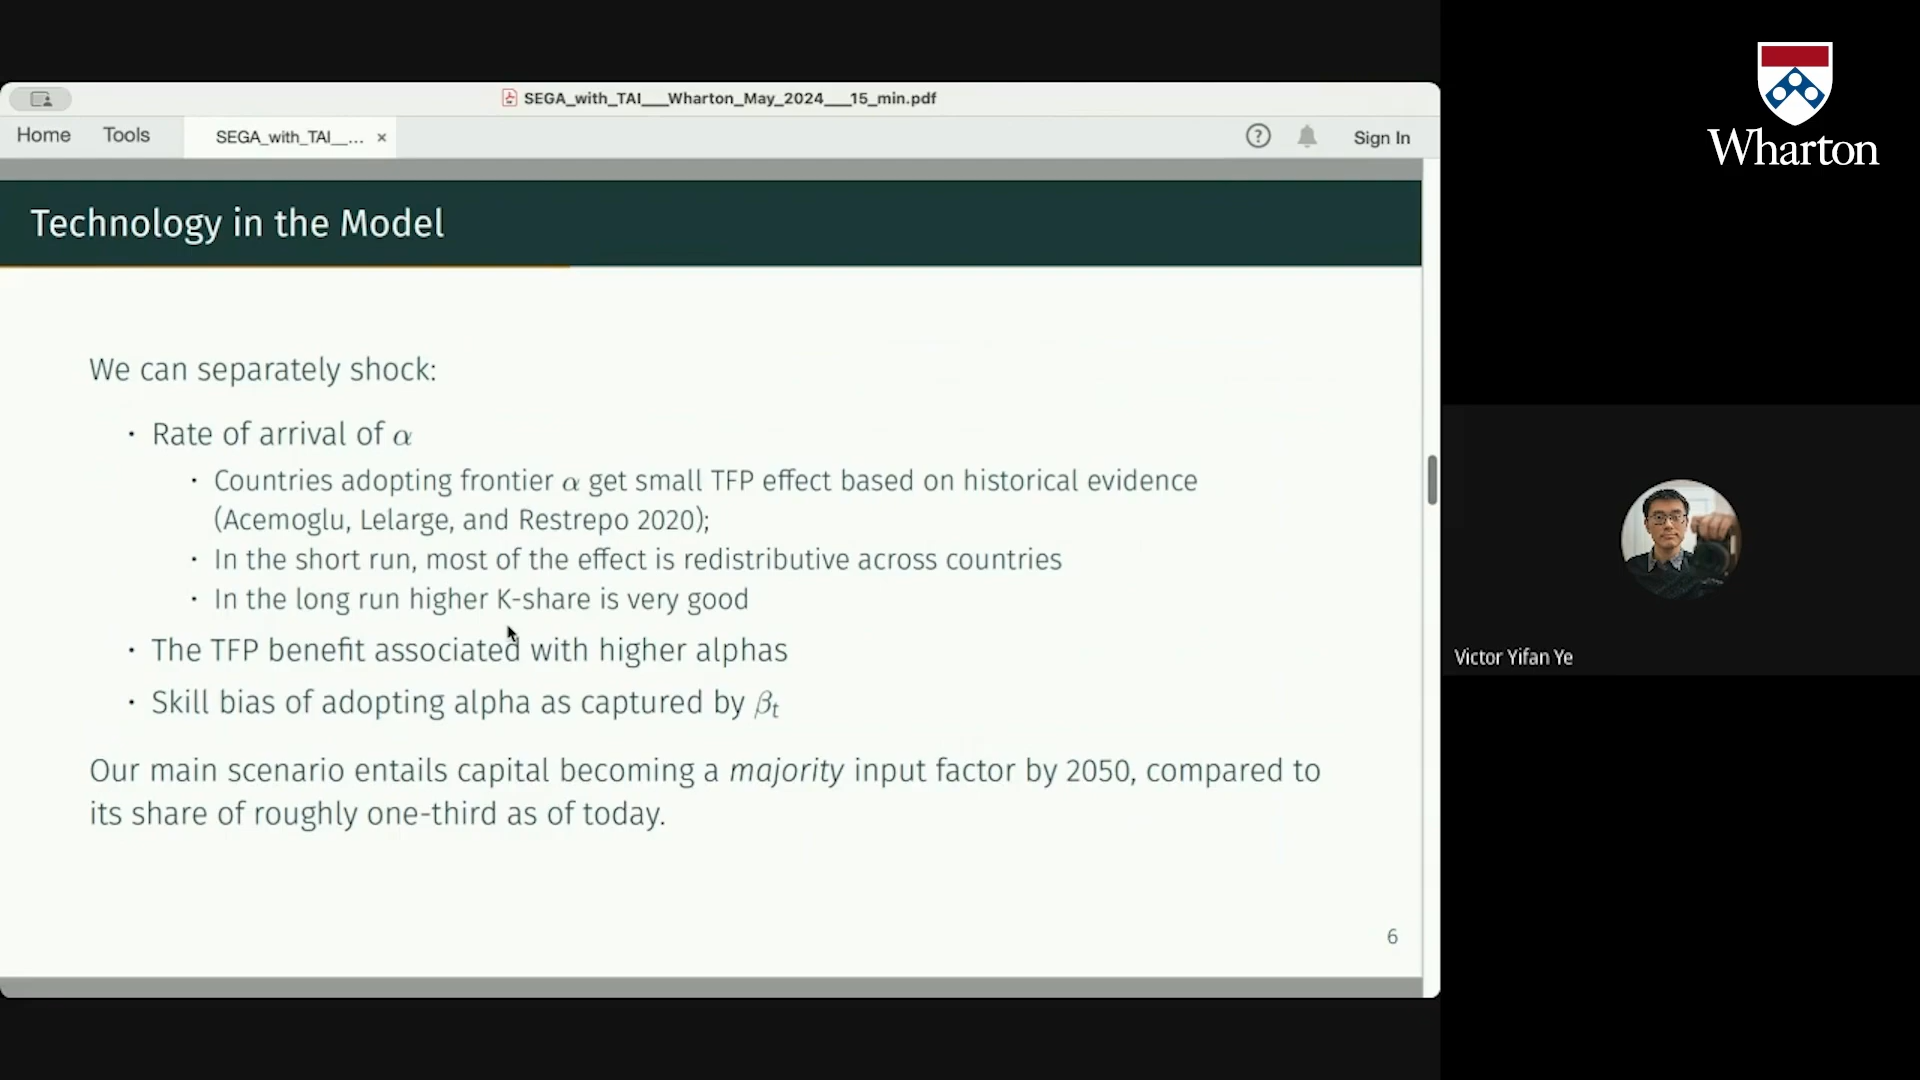 SEGA_with_TAI___Wharton_May_2024___15_min.pdf
Home Tools SEGA_with_TAI__... × ? Sign In
Wharton
Technology in the Model
We can separately shock:
· Rate of arrival of α
· Countries adopting frontier α get small TFP effect based on historical evidence
(Acemoglu, Lelarge, and Restrepo 2020);
· In the short run, most of the effect is redistributive across countries
· In the long run higher K-share is very good
· The TFP benefit associated with higher alphas
· Skill bias of adopting alpha as captured by βt
Our main scenario entails capital becoming a majority input factor by 2050, compared to
its share of roughly one-third as of today.
6
Victor Yifan Ye